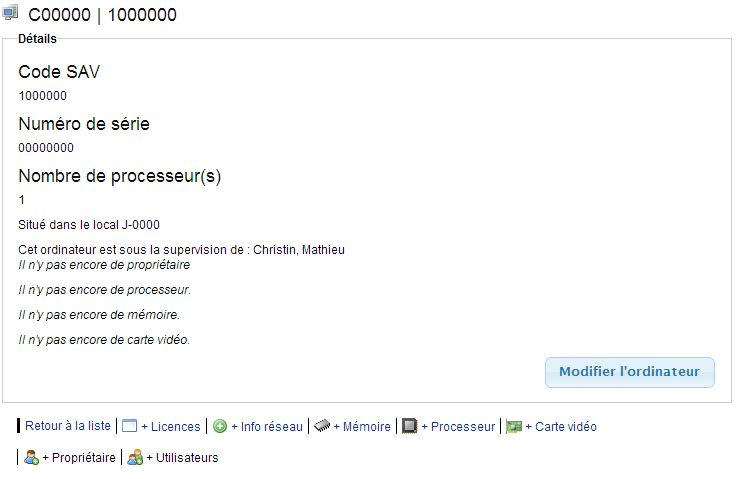 C00000 | 1000000
Détails
Code SAV
1000000
Numéro de série
00000000
Nombre de processeur(s)
1
Situé dans le local J-0000
Cet ordinateur est sous la supervision de : Christin, Mathieu
Il n'y pas encore de propriétaire
Il n'y pas encore de processeur.
Il n'y pas encore de mémoire.
Il n'y pas encore de carte vidéo.
Modifier l'ordinateur
Retour à la liste | + Licences | + Info réseau | + Mémoire | + Processeur | + Carte vidéo
| + Propriétaire | + Utilisateurs